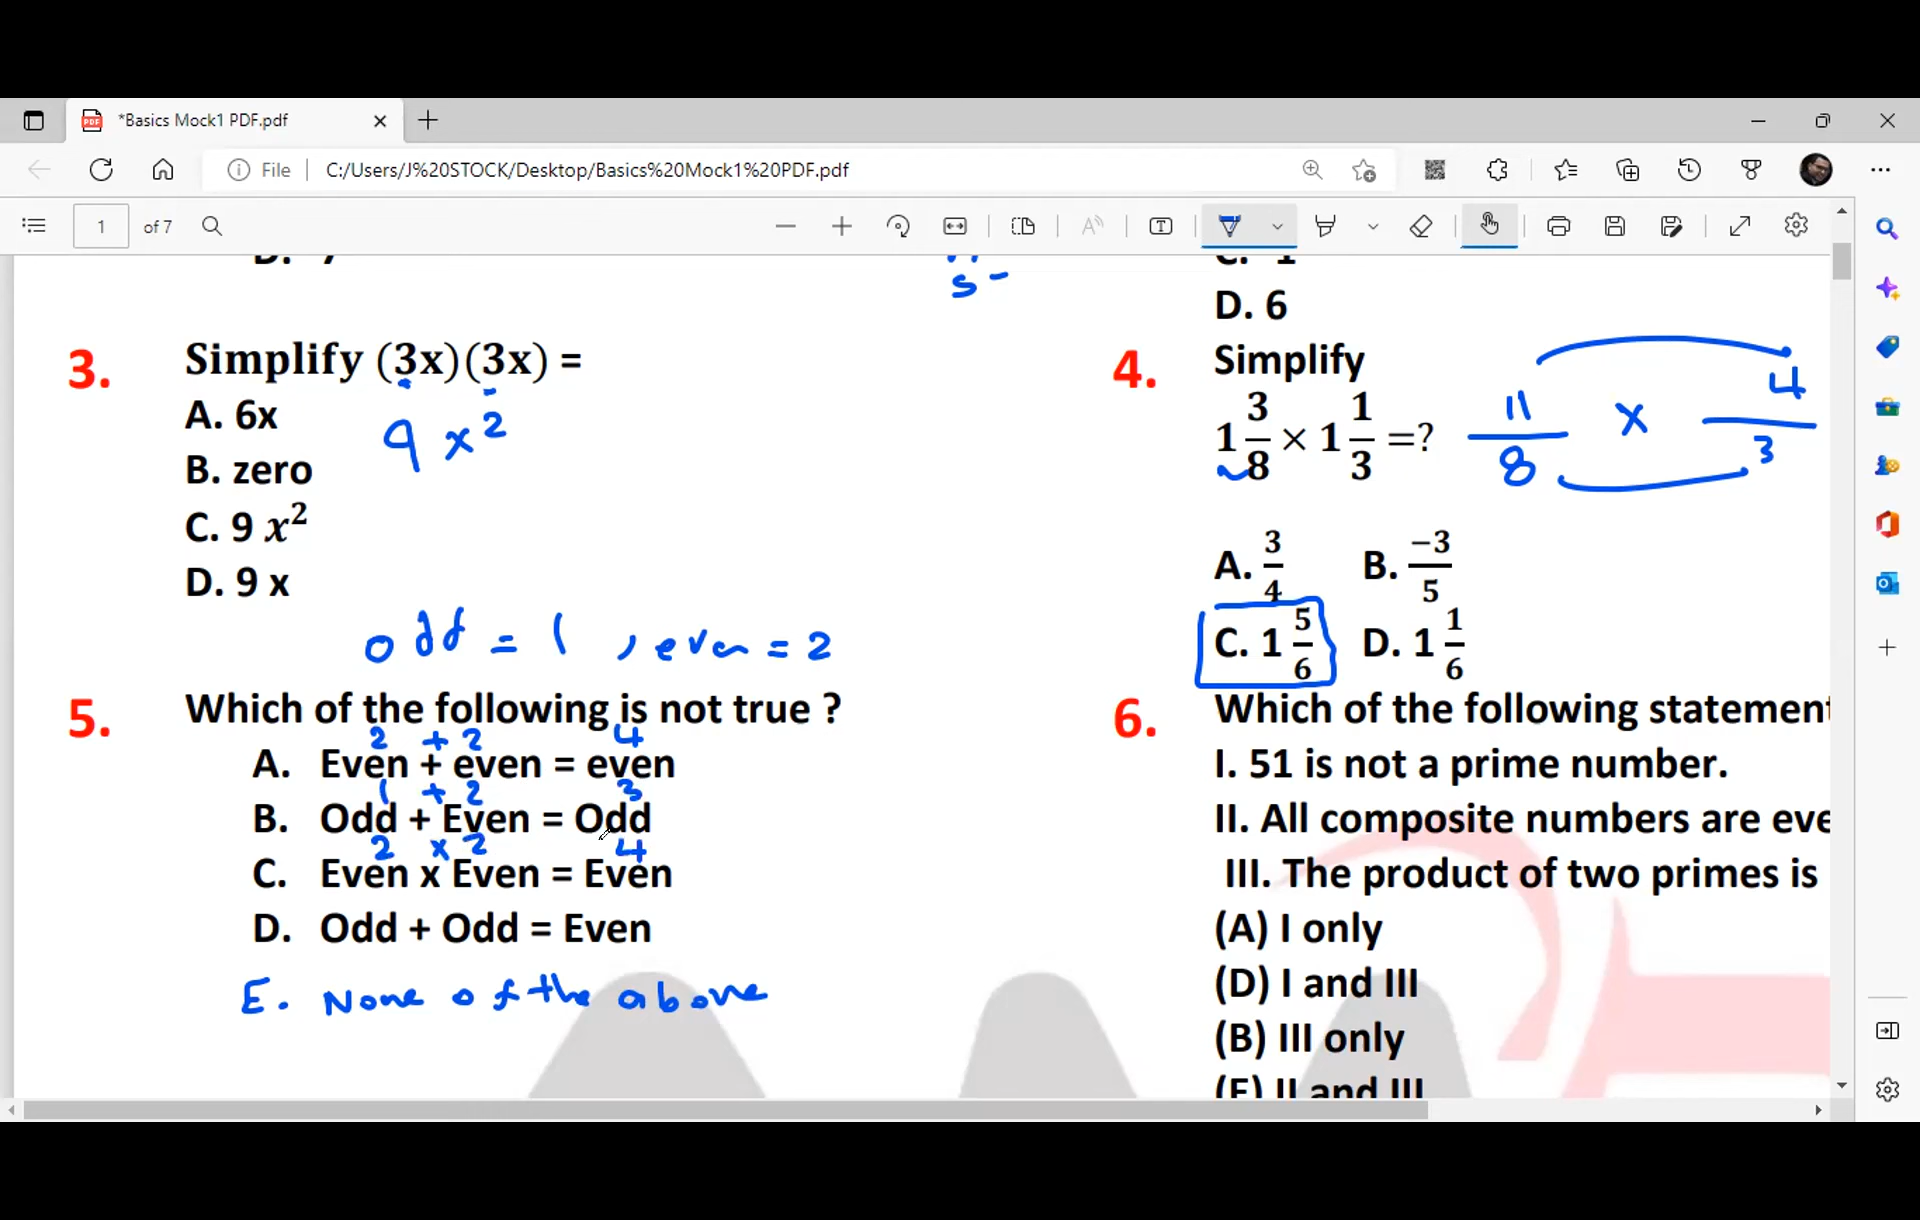 *Basics Mock1 PDF.pdf
File
C:/Users/J%20STOCK/Desktop/Basics%20Mock1%20PDF.pdf
1 of 7
3. Simplify (3x)(3x) =
9 x²
A. 6x
B. zero
C. 9 x²
D. 9 x
D. 6
4. Simplify
1 3/8 × 1 1/3 =?
11/8 x 4/3
A. 3/4 B. -3/5
C. 1 5/6 D. 1 1/6
odd = 1 , even = 2
5. Which of the following is not true ?
2 + 2 4
A. Even + even = even
1 + 2 3
B. Odd + Even = Odd
2 x 2 4
C. Even x Even = Even
D. Odd + Odd = Even
E. None of the above
6. Which of the following statement
I. 51 is not a prime number.
II. All composite numbers are eve
III. The product of two primes is
(A) I only
(D) I and III
(B) III only
(E) II and III